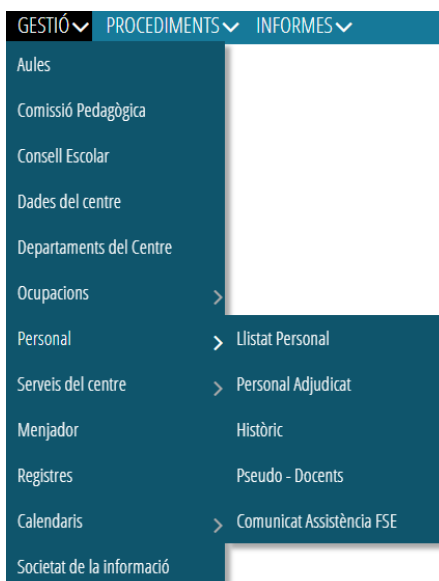 GESTIÓ PROCEDIMENTS INFORMES
Aules
Comissió Pedagògica
Consell Escolar
Dades del centre
Departaments del Centre
Ocupacions
Personal
Llistat Personal
Serveis del centre
Personal Adjudicat
Menjador
Històric
Registres
Pseudo - Docents
Calendaris
Comunicat Assistència FSE
Societat de la informació